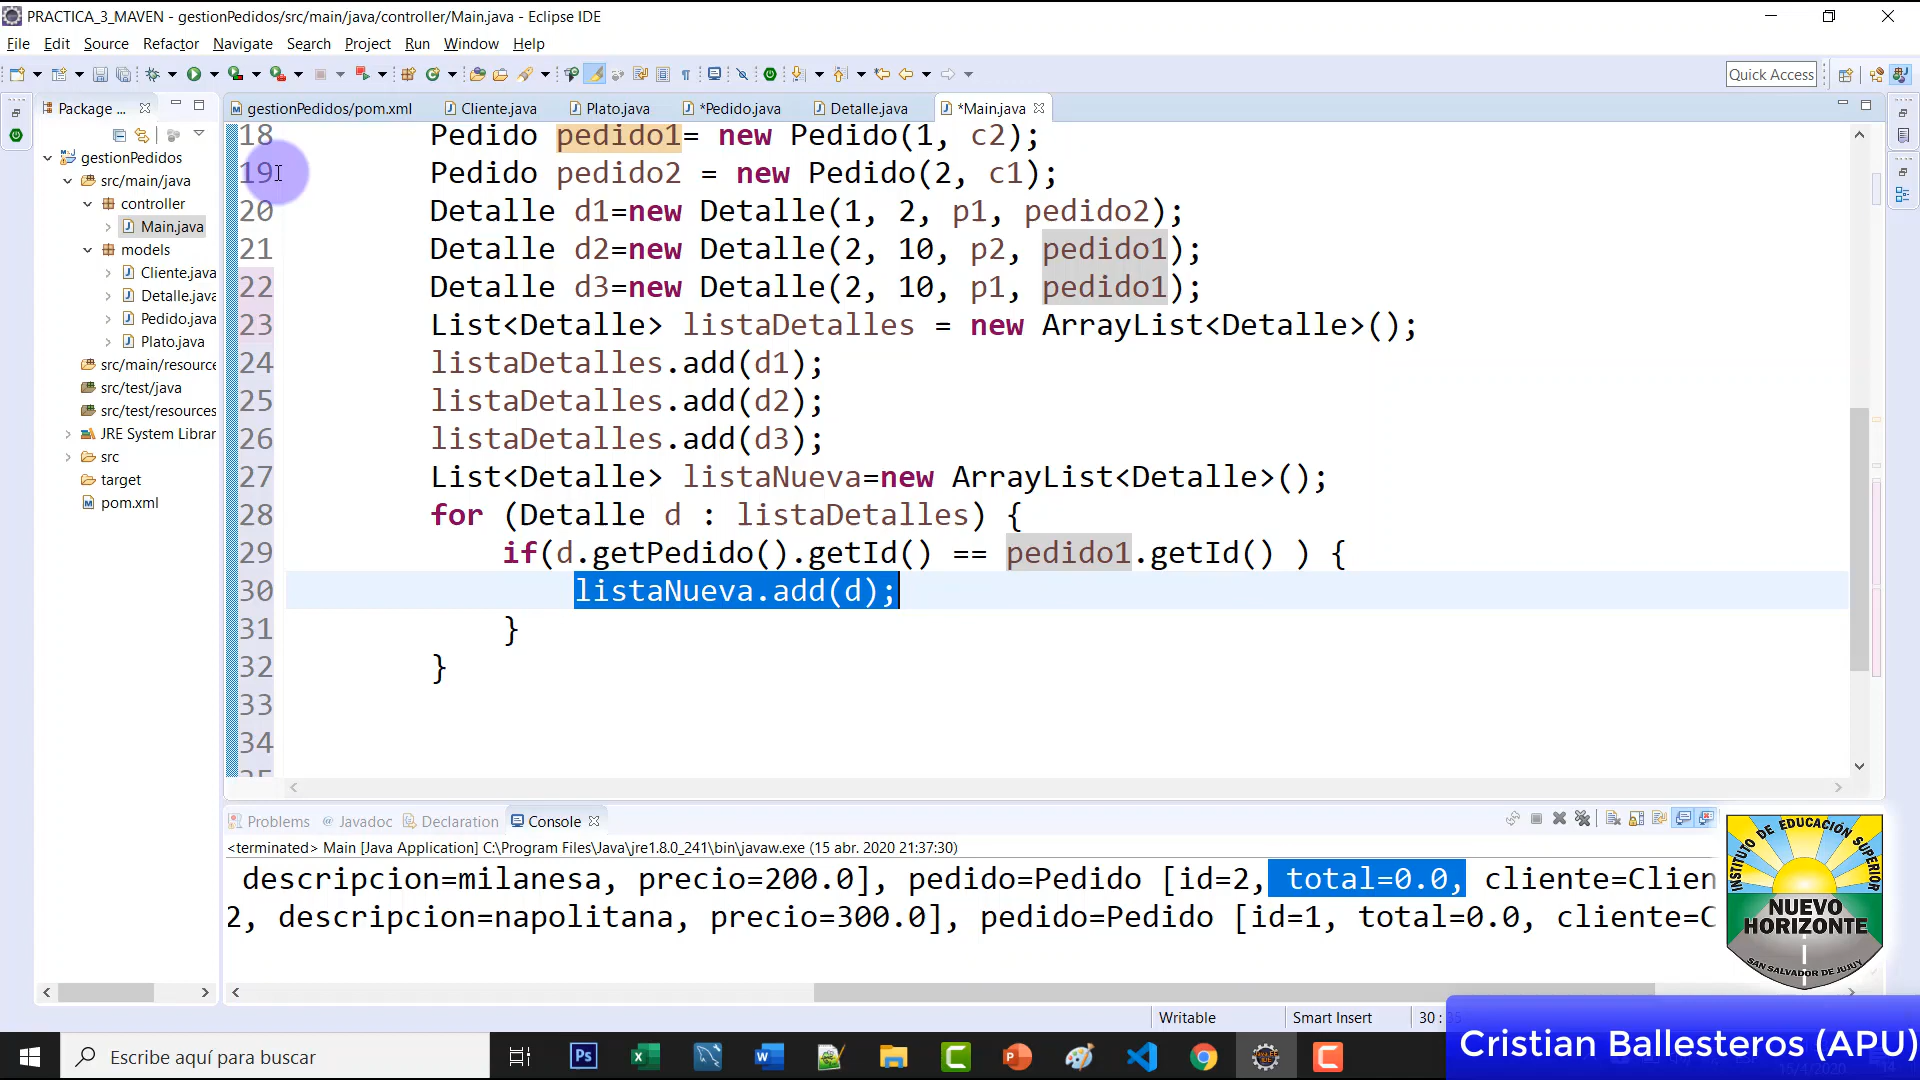 PRACTICA_3_MAVEN - gestionPedidos/src/main/java/controller/Main.java - Eclipse IDE
File Edit Source Refactor Navigate Search Project Run Window Help
Quick Access
Package ...
gestionPedidos/pom.xml Cliente.java Plato.java *Pedido.java Detalle.java *Main.java
gestionPedidos
src/main/java
controller
Main.java
models
Cliente.java
Detalle.java
Pedido.java
Plato.java
src/main/resource
src/test/java
src/test/resources
JRE System Librar
src
target
pom.xml
18 Pedido pedido1= new Pedido(1, c2);
19 Pedido pedido2 = new Pedido(2, c1);
20 Detalle d1=new Detalle(1, 2, p1, pedido2);
21 Detalle d2=new Detalle(2, 10, p2, pedido1);
22 Detalle d3=new Detalle(2, 10, p1, pedido1);
23 List<Detalle> listaDetalles = new ArrayList<Detalle>();
24 listaDetalles.add(d1);
25 listaDetalles.add(d2);
26 listaDetalles.add(d3);
27 List<Detalle> listaNueva=new ArrayList<Detalle>();
28 for (Detalle d : listaDetalles) {
29 if(d.getPedido().getId() == pedido1.getId() ) {
30 listaNueva.add(d);
31 }
32 }
33
34
35
Problems Javadoc Declaration Console
<terminated> Main [Java Application] C:\Program Files\Java\jre1.8.0_241\bin\javaw.exe (15 abr. 2020 21:37:30)
descripcion=milanesa, precio=200.0], pedido=Pedido [id=2, total=0.0, cliente=Clien
2, descripcion=napolitana, precio=300.0], pedido=Pedido [id=1, total=0.0, cliente=C
INSTITUTO DE EDUCACIÓN SUPERIOR
NUEVO
HORIZONTE
SAN SALVADOR DE JUJUY
Writable Smart Insert 30 :
Cristian Ballesteros (APU)
Escribe aquí para buscar